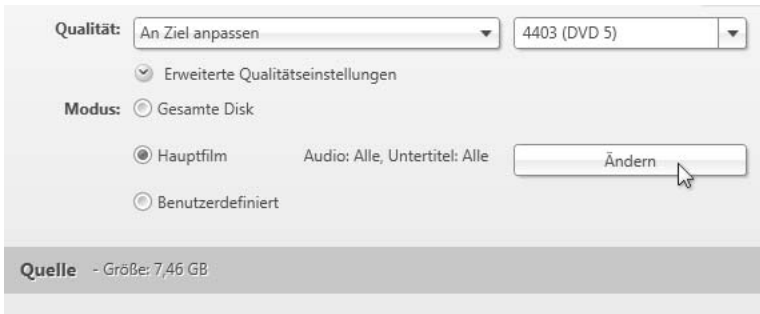 Qualität: An Ziel anpassen 4403 (DVD 5)
Erweiterte Qualitätseinstellungen
Modus: Gesamte Disk
Hauptfilm Audio: Alle, Untertitel: Alle Ändern
Benutzerdefiniert
Quelle - Größe: 7,46 GB